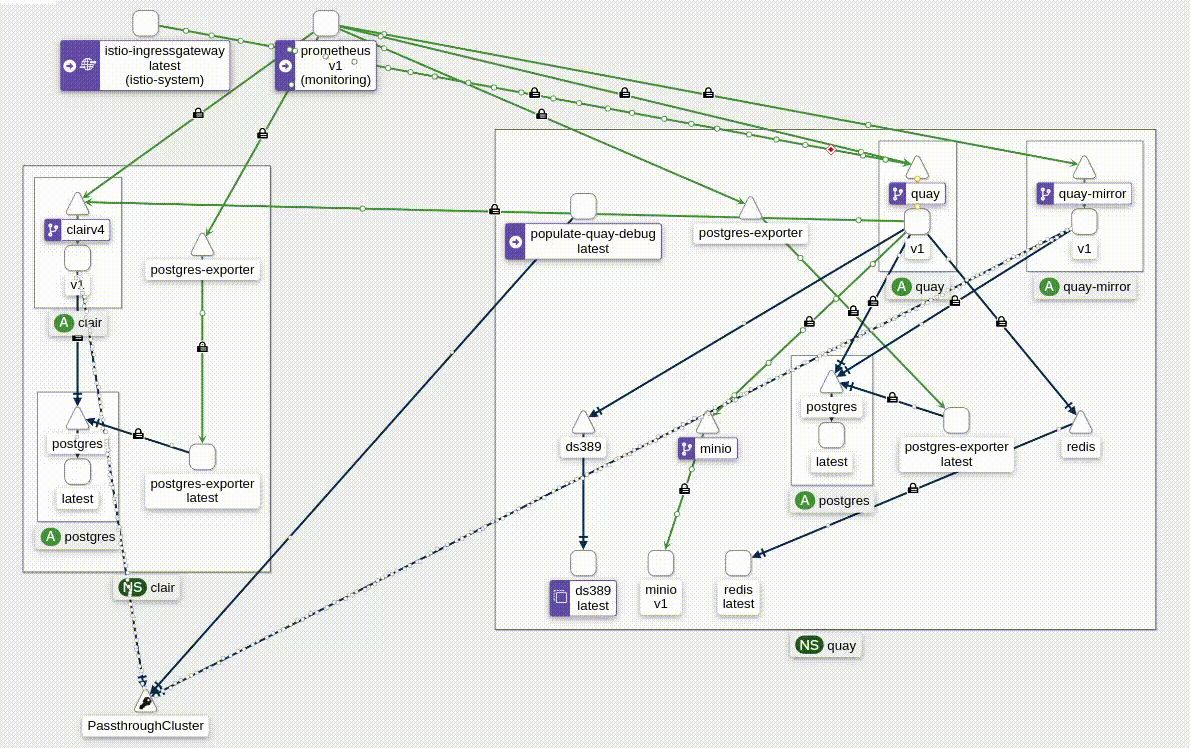 istio-ingressgateway
latest
(istio-system)
prometheus
v1
(monitoring)
clairv4
v1
A clair
postgres-exporter
postgres
latest
A postgres
postgres-exporter
latest
NS clair
populate-quay-debug
latest
postgres-exporter
quay
v1
A quay
quay-mirror
v1
A quay-mirror
ds389
minio
postgres
latest
A postgres
postgres-exporter
latest
redis
ds389
latest
minio
v1
redis
latest
NS quay
PassthroughCluster